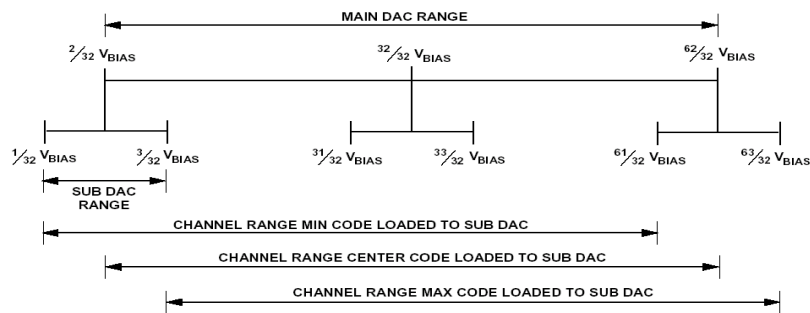 MAIN DAC RANGE
2/32 VBIAS
32/32 VBIAS
62/32 VBIAS
1/32 VBIAS
3/32 VBIAS
31/32 VBIAS
33/32 VBIAS
61/32 VBIAS
63/32 VBIAS
SUB DAC
RANGE
CHANNEL RANGE MIN CODE LOADED TO SUB DAC
CHANNEL RANGE CENTER CODE LOADED TO SUB DAC
CHANNEL RANGE MAX CODE LOADED TO SUB DAC